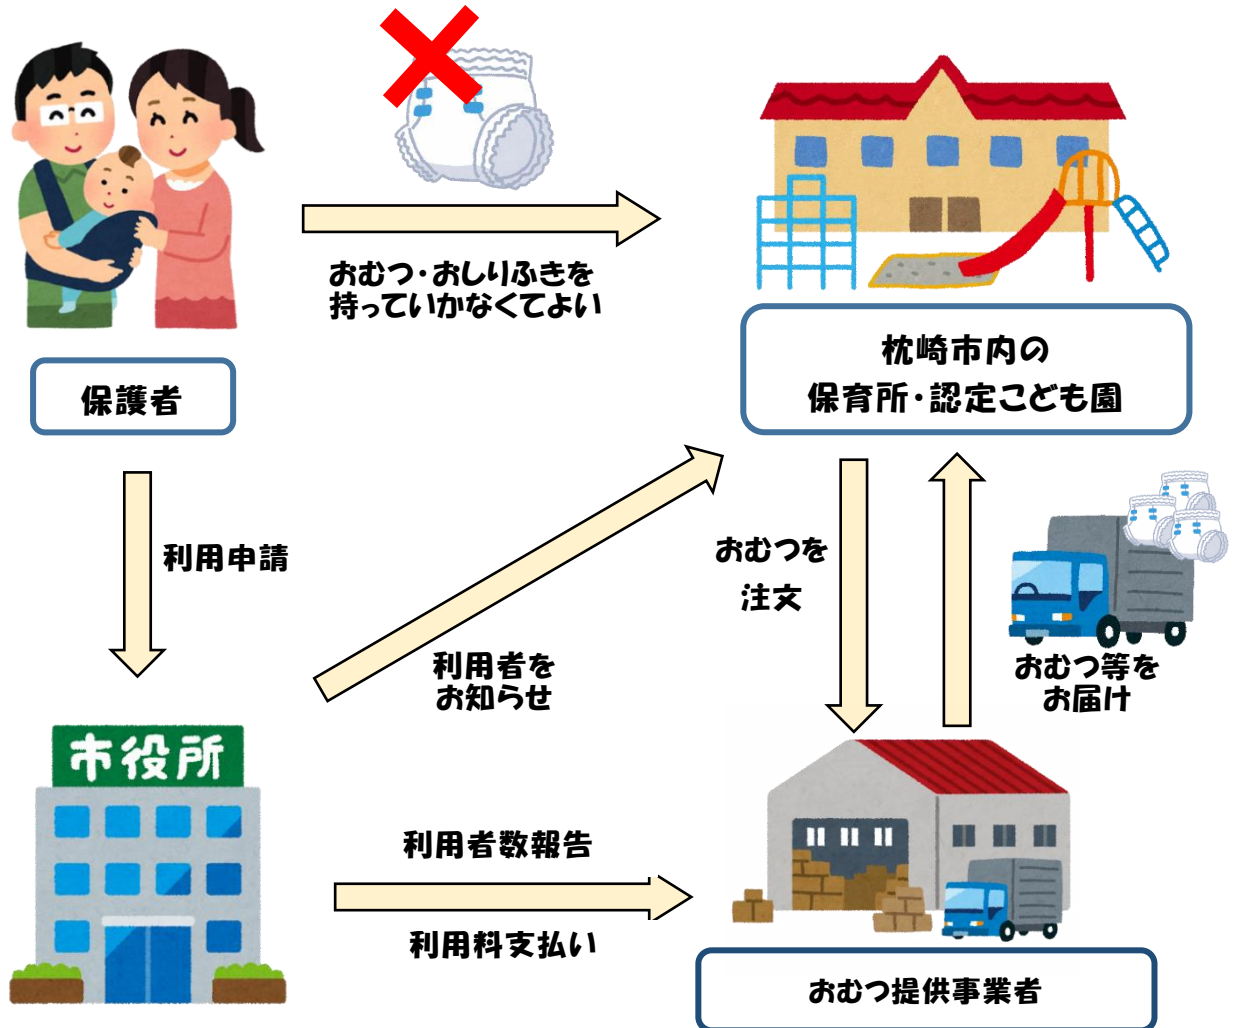 おむつ・おしりふきを
持っていかなくてよい
保護者
枕崎市内の
保育所・認定こども園
利用申請
利用者を
お知らせ
おむつを
注文
おむつ等を
お届け
市役所
利用者数報告
利用料支払い
おむつ提供事業者